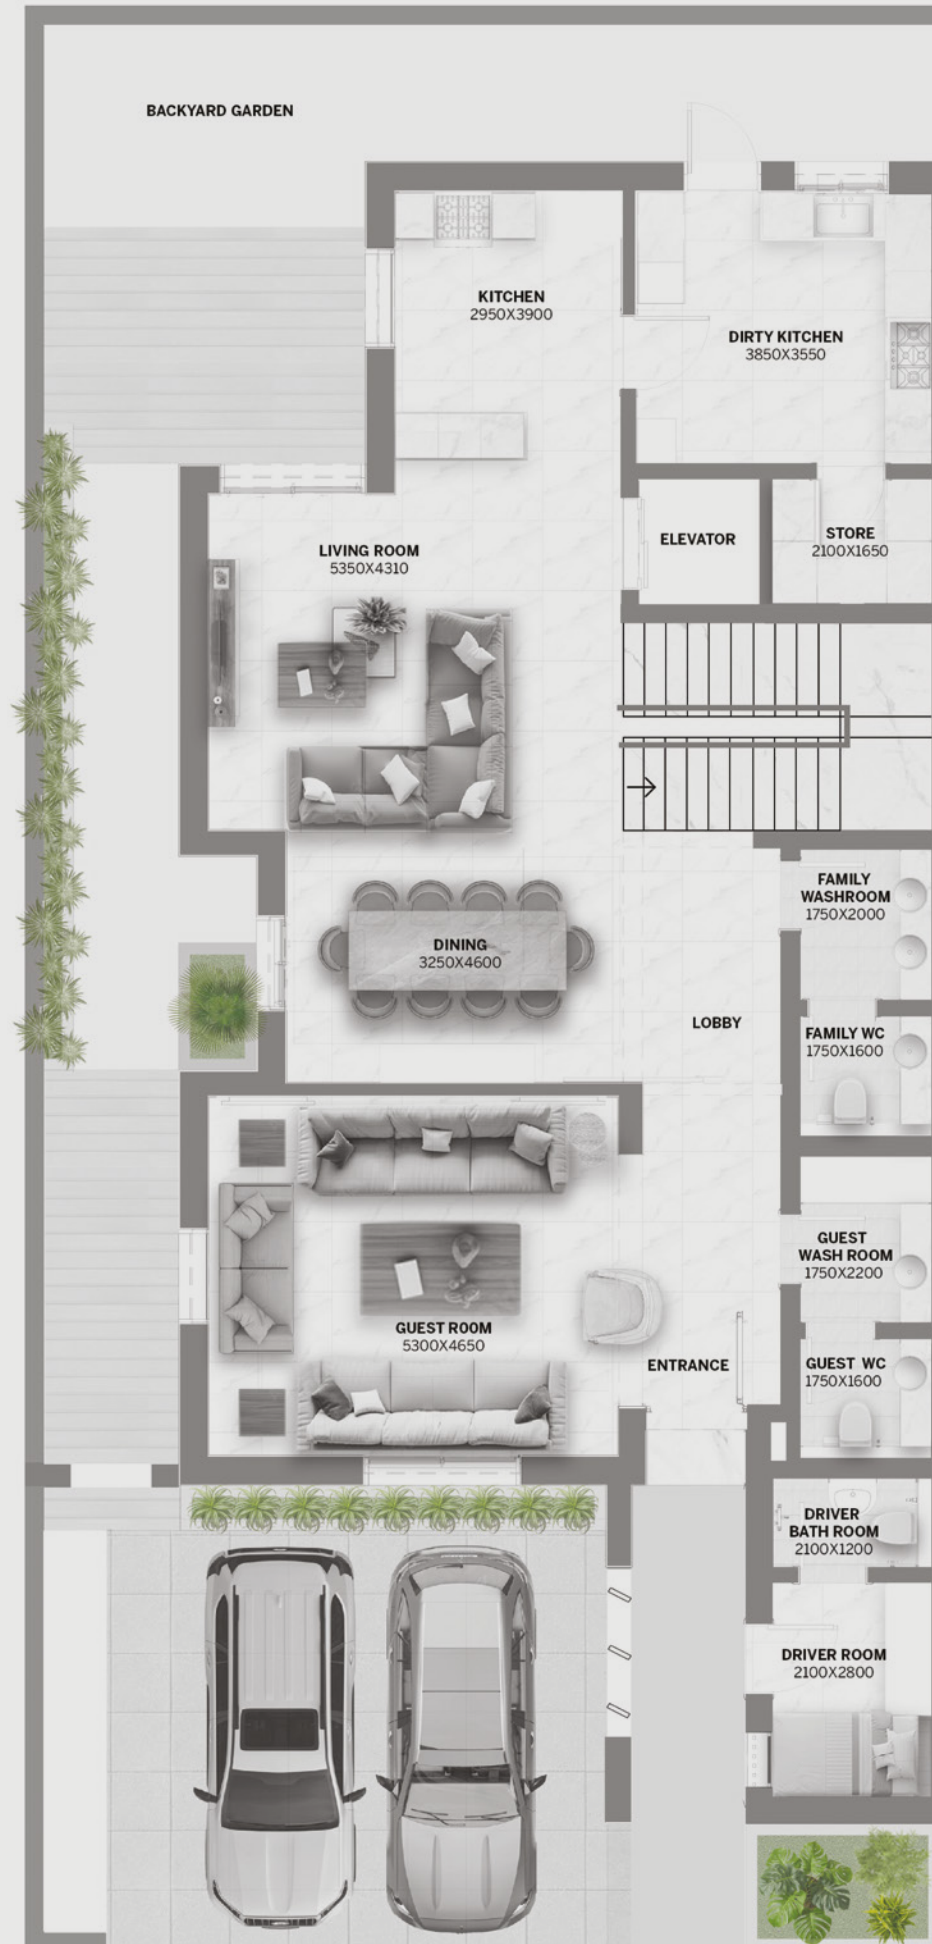 BACKYARD GARDEN
KITCHEN
2950X3900
DIRTY KITCHEN
3850X3550
ELEVATOR
STORE
2100X1650
LIVING ROOM
5350X4310
FAMILY
WASHROOM
1750X2000
DINING
3250X4600
LOBBY
FAMILY WC
1750X1600
GUEST
WASH ROOM
1750X2200
GUEST ROOM
5300X4650
ENTRANCE
GUEST WC
1750X1600
DRIVER
BATH ROOM
2100X1200
DRIVER ROOM
2100X2800